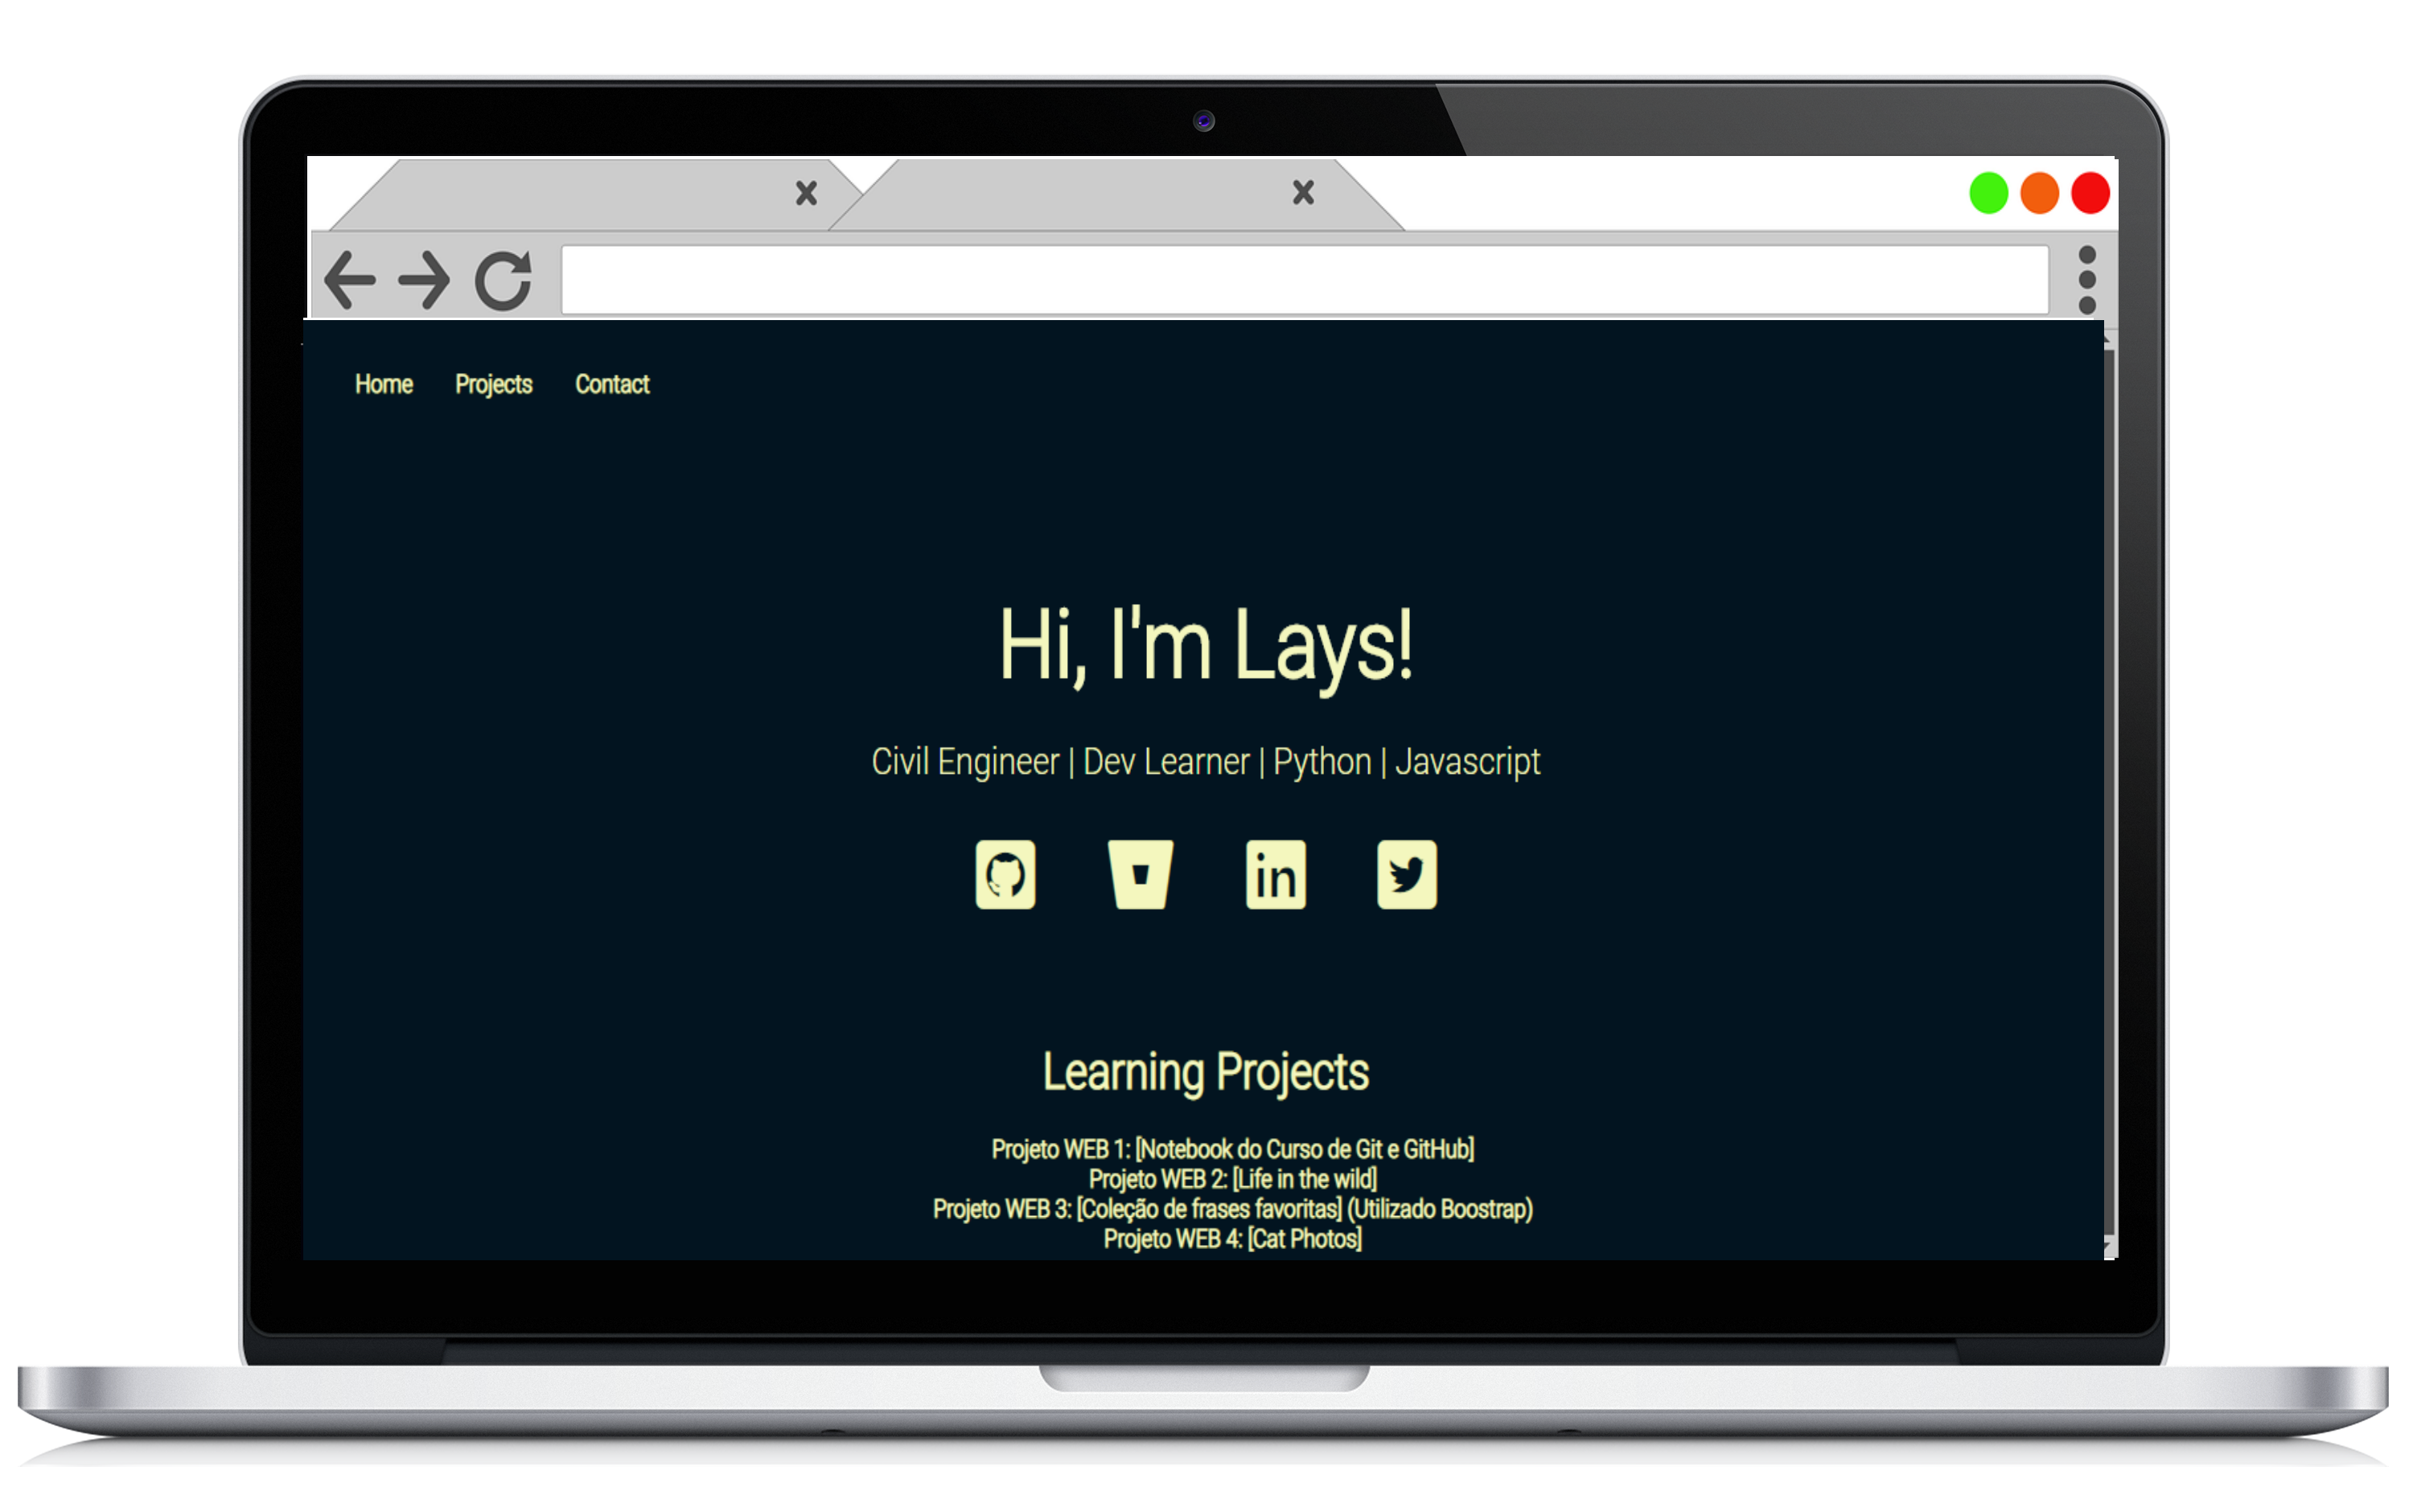 Home Projects Contact
Hi, I'm Lays!
Civil Engineer | Dev Learner | Python | Javascript
in
Learning Projects
Projeto WEB 1: [Notebook do Curso de Git e GitHub]
Projeto WEB 2: [Life in the wild]
Projeto WEB 3: [Coleção de frases favoritas] (Utilizado Boostrap)
Projeto WEB 4: [Cat Photos]